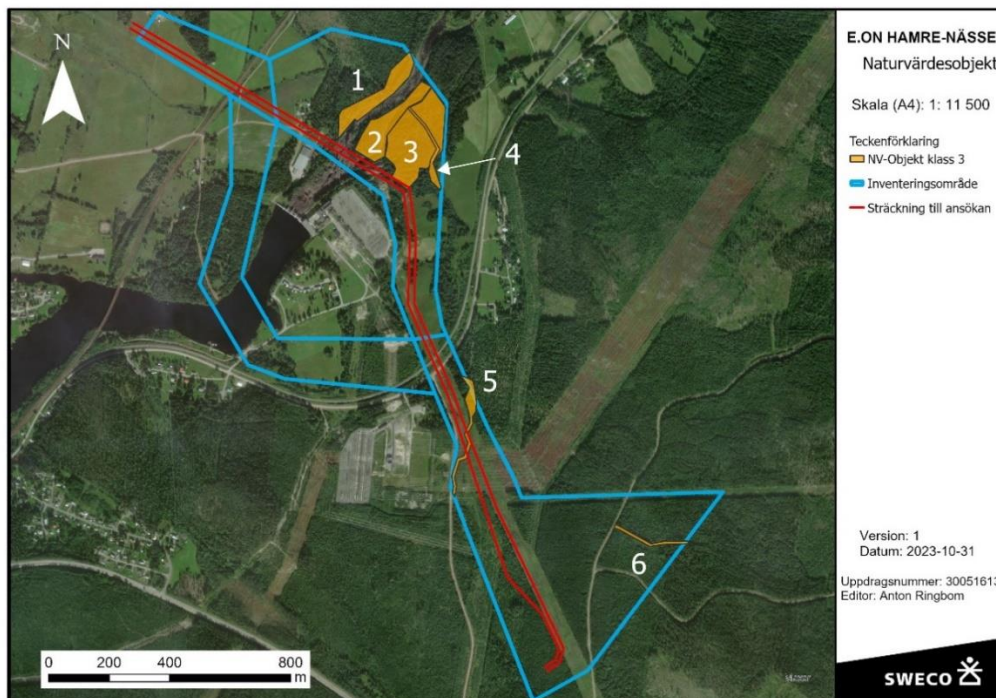 E.ON HAMRE-NÄSSE
Naturvärdesobjekt
Skala (A4): 1: 11 500
Teckenförklaring
NV-Objekt klass 3
Inventeringsområde
Sträckning till ansökan
N
1
2
3
4
5
6
0 200 400 800
m
Version: 1
Datum: 2023-10-31
Uppdragsnummer: 30051613
Editor: Anton Ringbom
SWECO